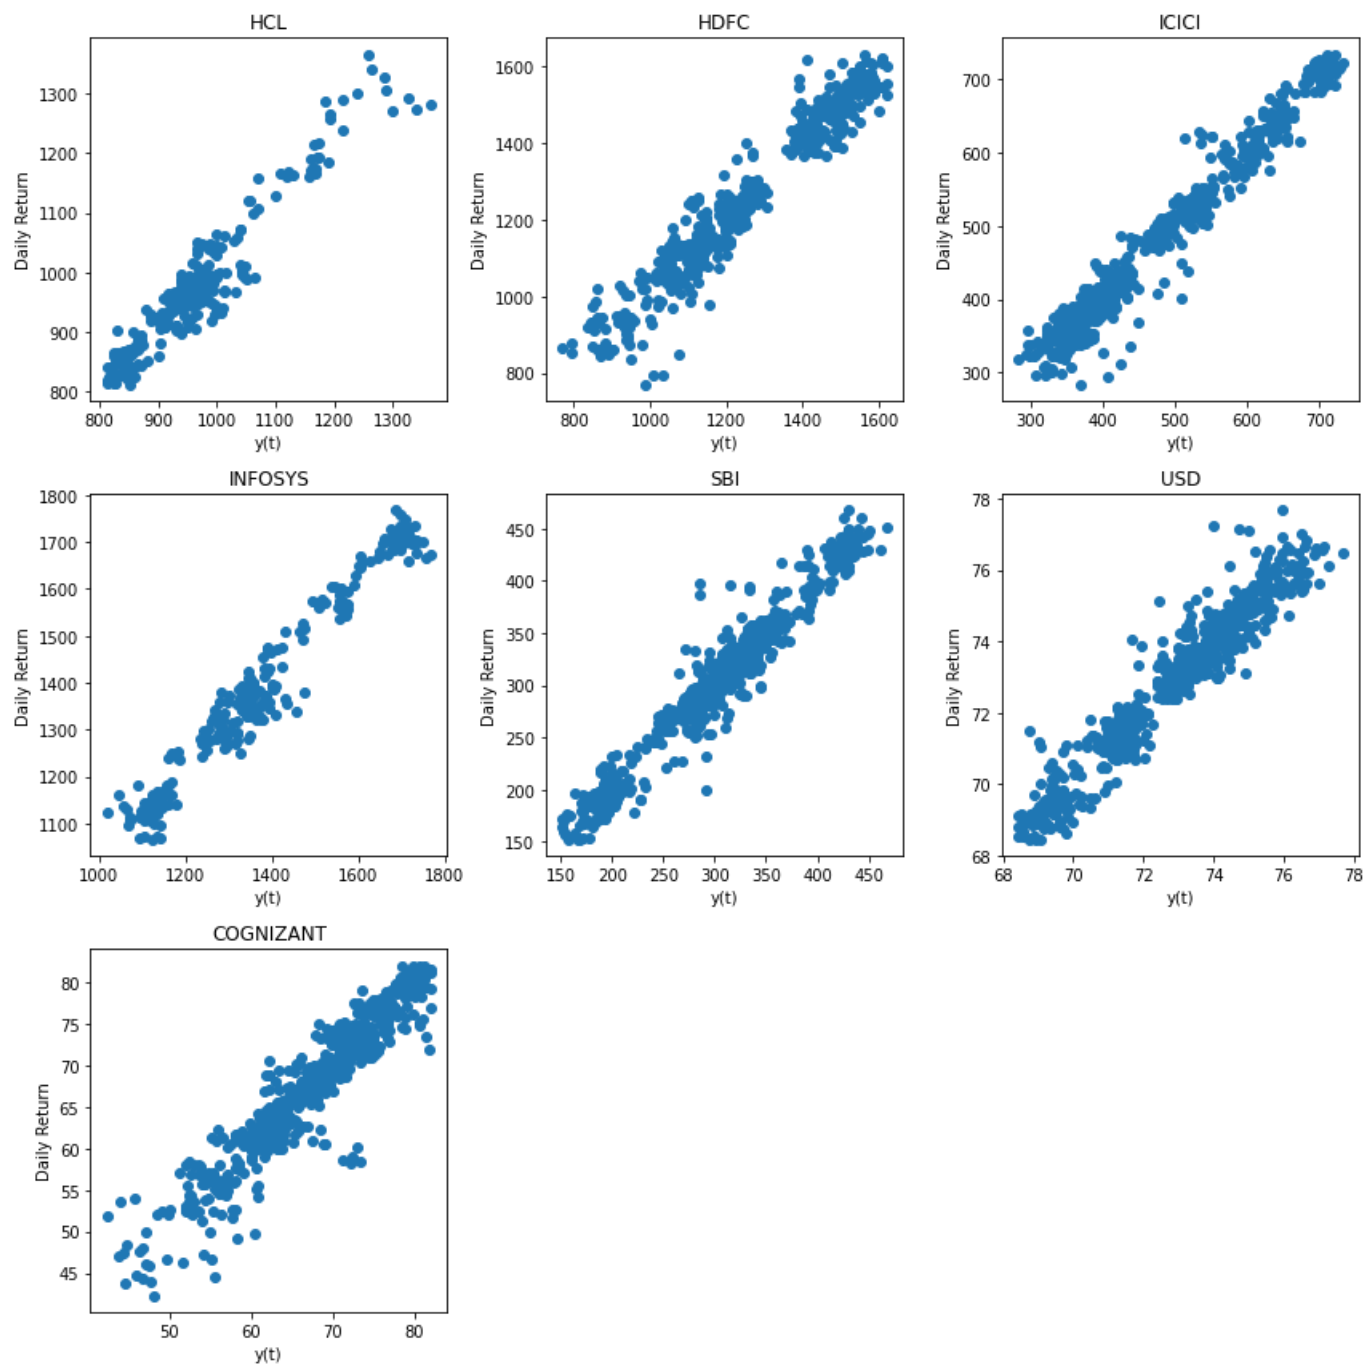 HCL
Daily Return
1300
1200
1100
1000
900
800
800 900 1000 1100 1200 1300
y(t)
HDFC
Daily Return
1600
1400
1200
1000
800
800 1000 1200 1400 1600
y(t)
ICICI
Daily Return
700
600
500
400
300
300 400 500 600 700
y(t)
INFOSYS
Daily Return
1800
1700
1600
1500
1400
1300
1200
1100
1000 1200 1400 1600 1800
y(t)
SBI
Daily Return
450
400
350
300
250
200
150
150 200 250 300 350 400 450
y(t)
USD
Daily Return
78
76
74
72
70
68
68 70 72 74 76 78
y(t)
COGNIZANT
Daily Return
80
75
70
65
60
55
50
45
50 60 70 80
y(t)